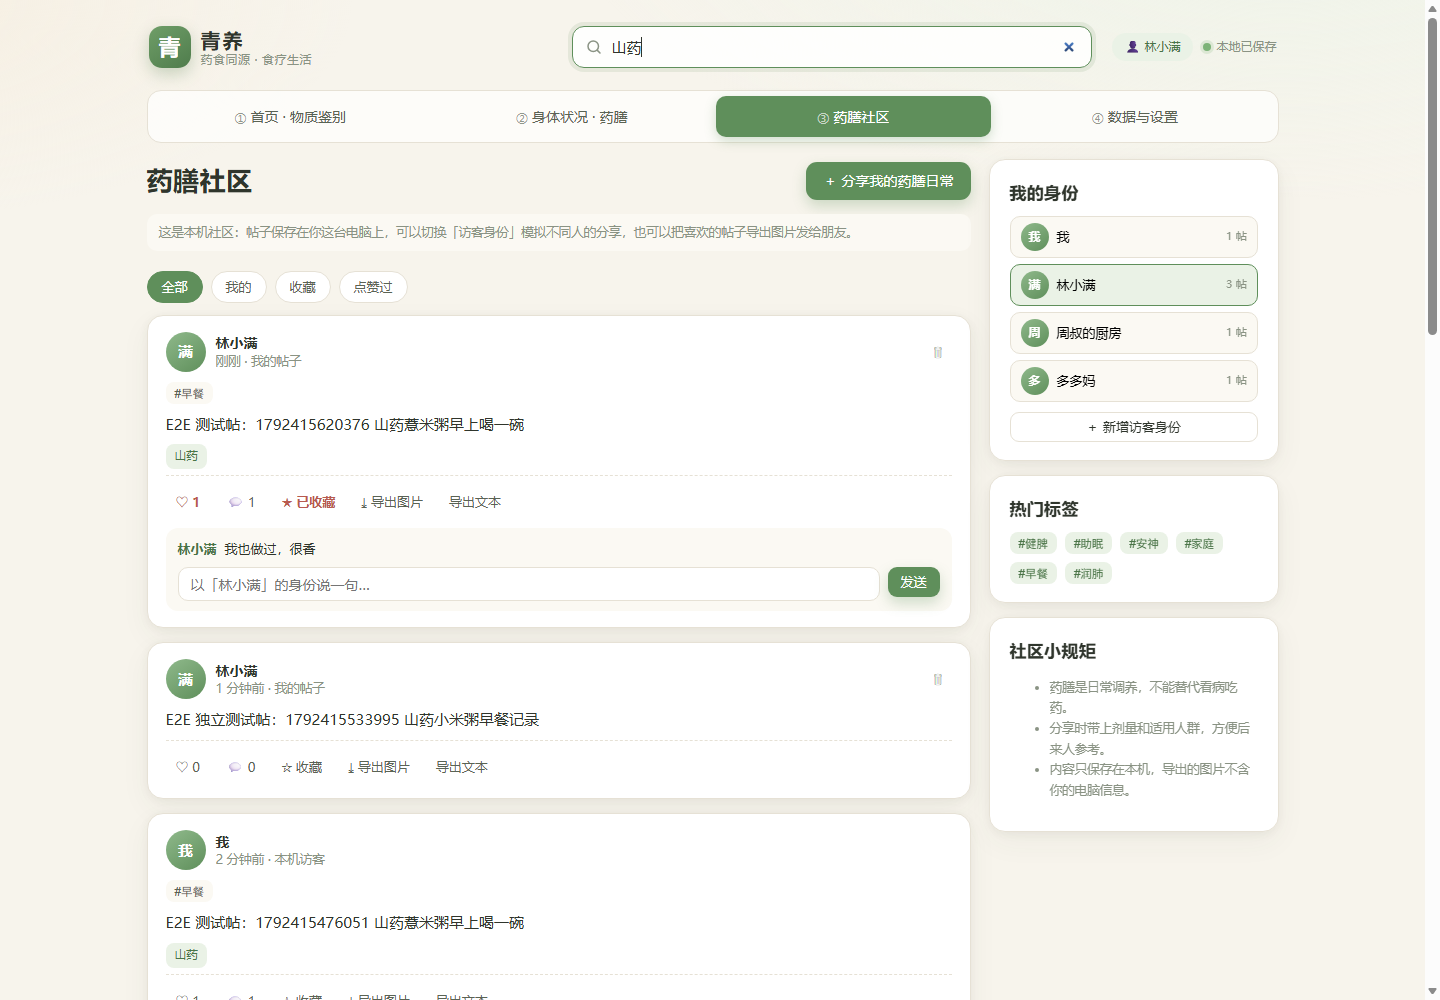 青
青养
药食同源 · 食疗生活
山药
林小满
本地已保存
① 首页 · 物质鉴别
② 身体状况 · 药膳
③ 药膳社区
④ 数据与设置
药膳社区
+ 分享我的药膳日常
这是本机社区：帖子保存在你这台电脑上，可以切换「访客身份」模拟不同人的分享，也可以把喜欢的帖子导出图片发给朋友。
全部
我的
收藏
点赞过
满
林小满
刚刚 · 我的帖子
#早餐
E2E 测试帖：1792415620376 山药薏米粥早上喝一碗
山药
♡ 1
1
★ 已收藏
⤓ 导出图片
导出文本
林小满 我也做过，很香
以「林小满」的身份说一句...
发送
满
林小满
1 分钟前 · 我的帖子
E2E 独立测试帖：1792415533995 山药小米粥早餐记录
♡ 0
0
☆ 收藏
⤓ 导出图片
导出文本
我
我
2 分钟前 · 本机访客
#早餐
E2E 测试帖：1792415476051 山药薏米粥早上喝一碗
山药
♡ 1
1
收藏
导出图片
导出文本
我的身份
我
我
1 帖
满
林小满
3 帖
周
周叔的厨房
1 帖
多
多多妈
1 帖
+ 新增访客身份
热门标签
#健脾
#助眠
#安神
#家庭
#早餐
#润肺
社区小规矩
• 药膳是日常调养，不能替代看病吃
药。
• 分享时带上剂量和适用人群，方便后
来人参考。
• 内容只保存在本机，导出的图片不含
你的电脑信息。